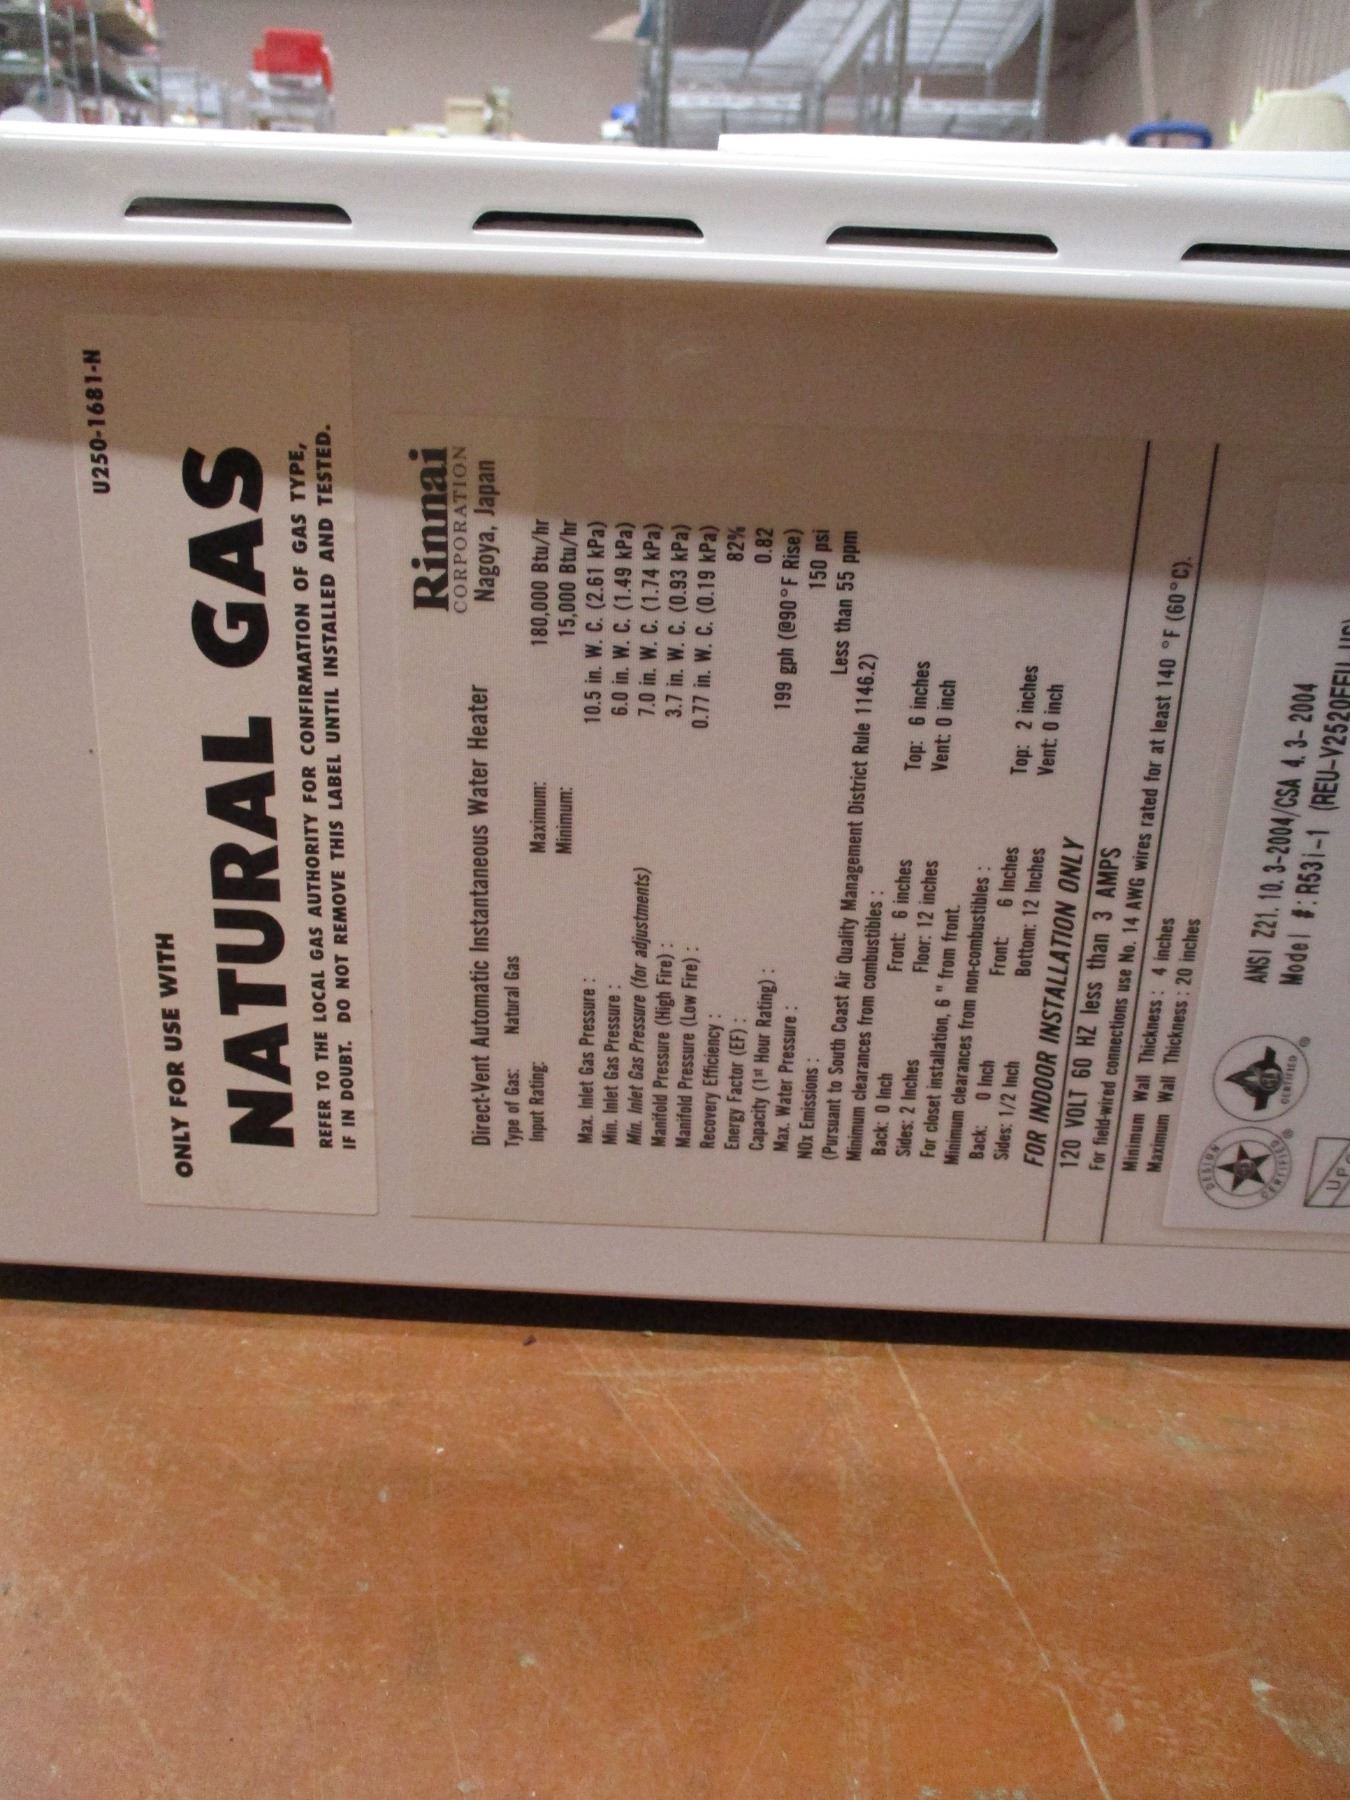 U250-1681-N
ONLY FOR USE WITH
NATURAL GAS
REFER TO THE LOCAL GAS AUTHORITY FOR CONFIRMATION OF GAS TYPE,
IF IN DOUBT. DO NOT REMOVE THIS LABEL UNTIL INSTALLED AND TESTED.
Rinnai
CORPORATION
Direct-Vent Automatic Instantaneous Water Heater Nagoya, Japan
Type of Gas: Natural Gas
Input Rating: Maximum: 180,000 Btu/hr
Minimum: 15,000 Btu/hr
Max. Inlet Gas Pressure : 10.5 in. W. C. (2.61 kPa)
Min. Inlet Gas Pressure : 6.0 in. W. C. (1.49 kPa)
Min. Inlet Gas Pressure (for adjustments) 7.0 in. W. C. (1.74 kPa)
Manifold Pressure (High Fire) : 3.7 in. W. C. (0.93 kPa)
Manifold Pressure (Low Fire) : 0.77 in. W. C. (0.19 kPa)
Recovery Efficiency : 82%
Energy Factor (EF) : 0.82
Capacity (1st Hour Rating) : 199 gph (@90°F Rise)
Max. Water Pressure : 150 psi
NOx Emissions : Less than 55 ppm
(Pursuant to South Coast Air Quality Management District Rule 1146.2)
Minimum clearances from combustibles :
Back: 0 Inch Front: 6 inches Top: 6 inches
Sides: 2 Inches Floor: 12 inches Vent: 0 inch
For closet installation, 6 " from front.
Minimum clearances from non-combustibles :
Back: 0 Inch Front: 6 Inches Top: 2 inches
Sides: 1/2 Inch Bottom: 12 Inches Vent: 0 inch
FOR INDOOR INSTALLATION ONLY
120 VOLT 60 HZ less than 3 AMPS
For field-wired connections use No. 14 AWG wires rated for at least 140 °F (60°C).
Minimum Wall Thickness : 4 inches
Maximum Wall Thickness : 20 inches
DESIGN CERTIFIED
CERTIFIED
ANSI Z21.10.3-2004/CSA 4.3-2004
Model #: R53i-1